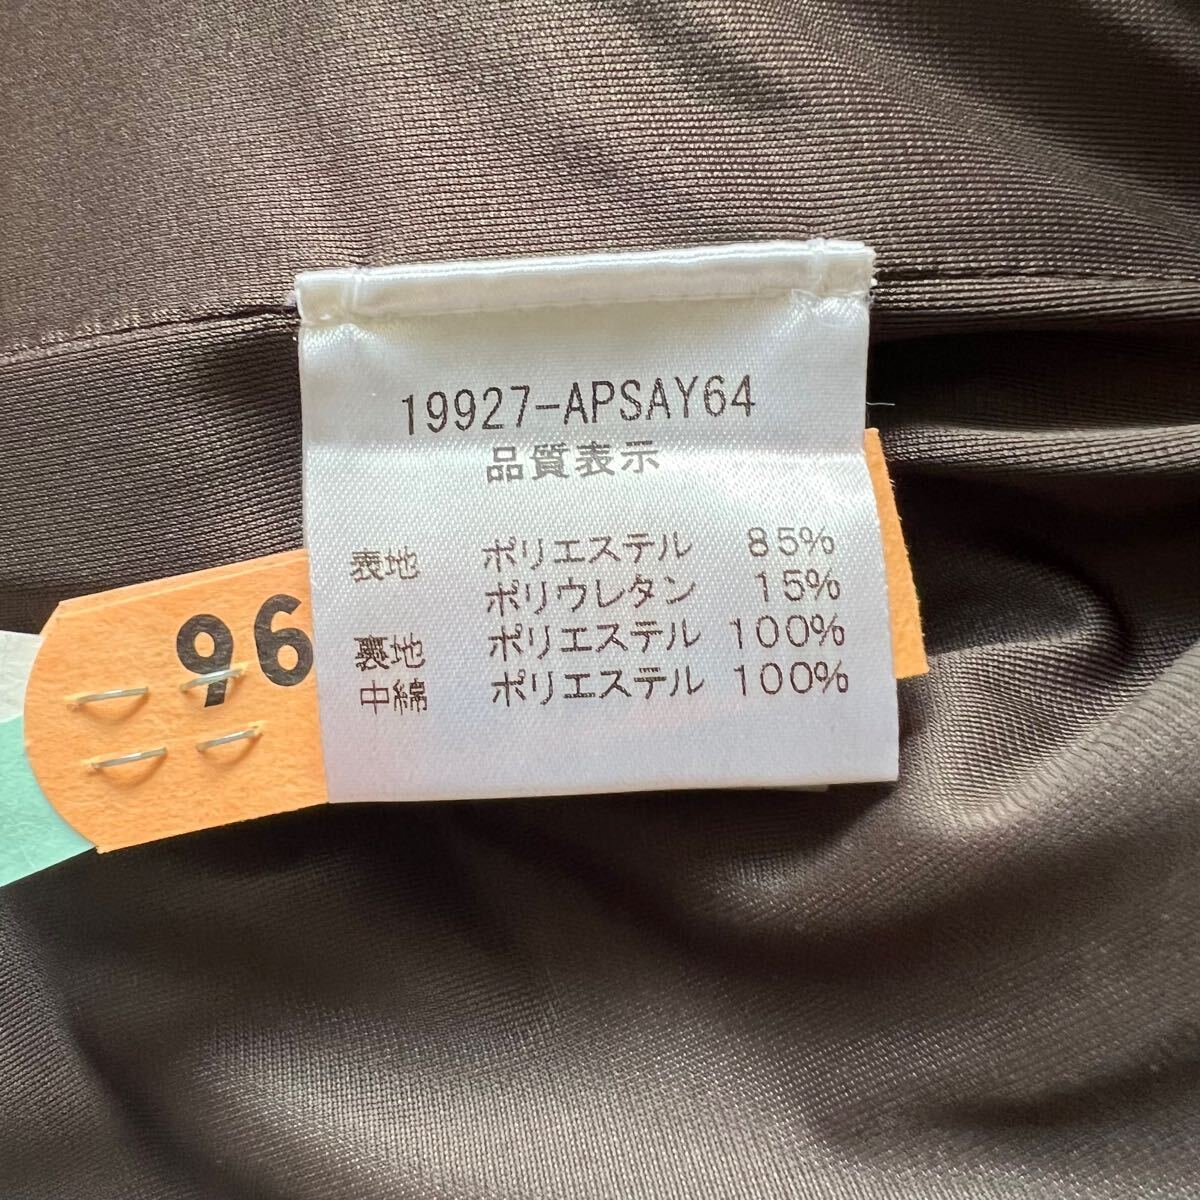 19927-APSAY64
品質表示
表地 ポリエステル 85%
ポリウレタン 15%
裏地 ポリエステル 100%
中綿 ポリエステル 100%
96